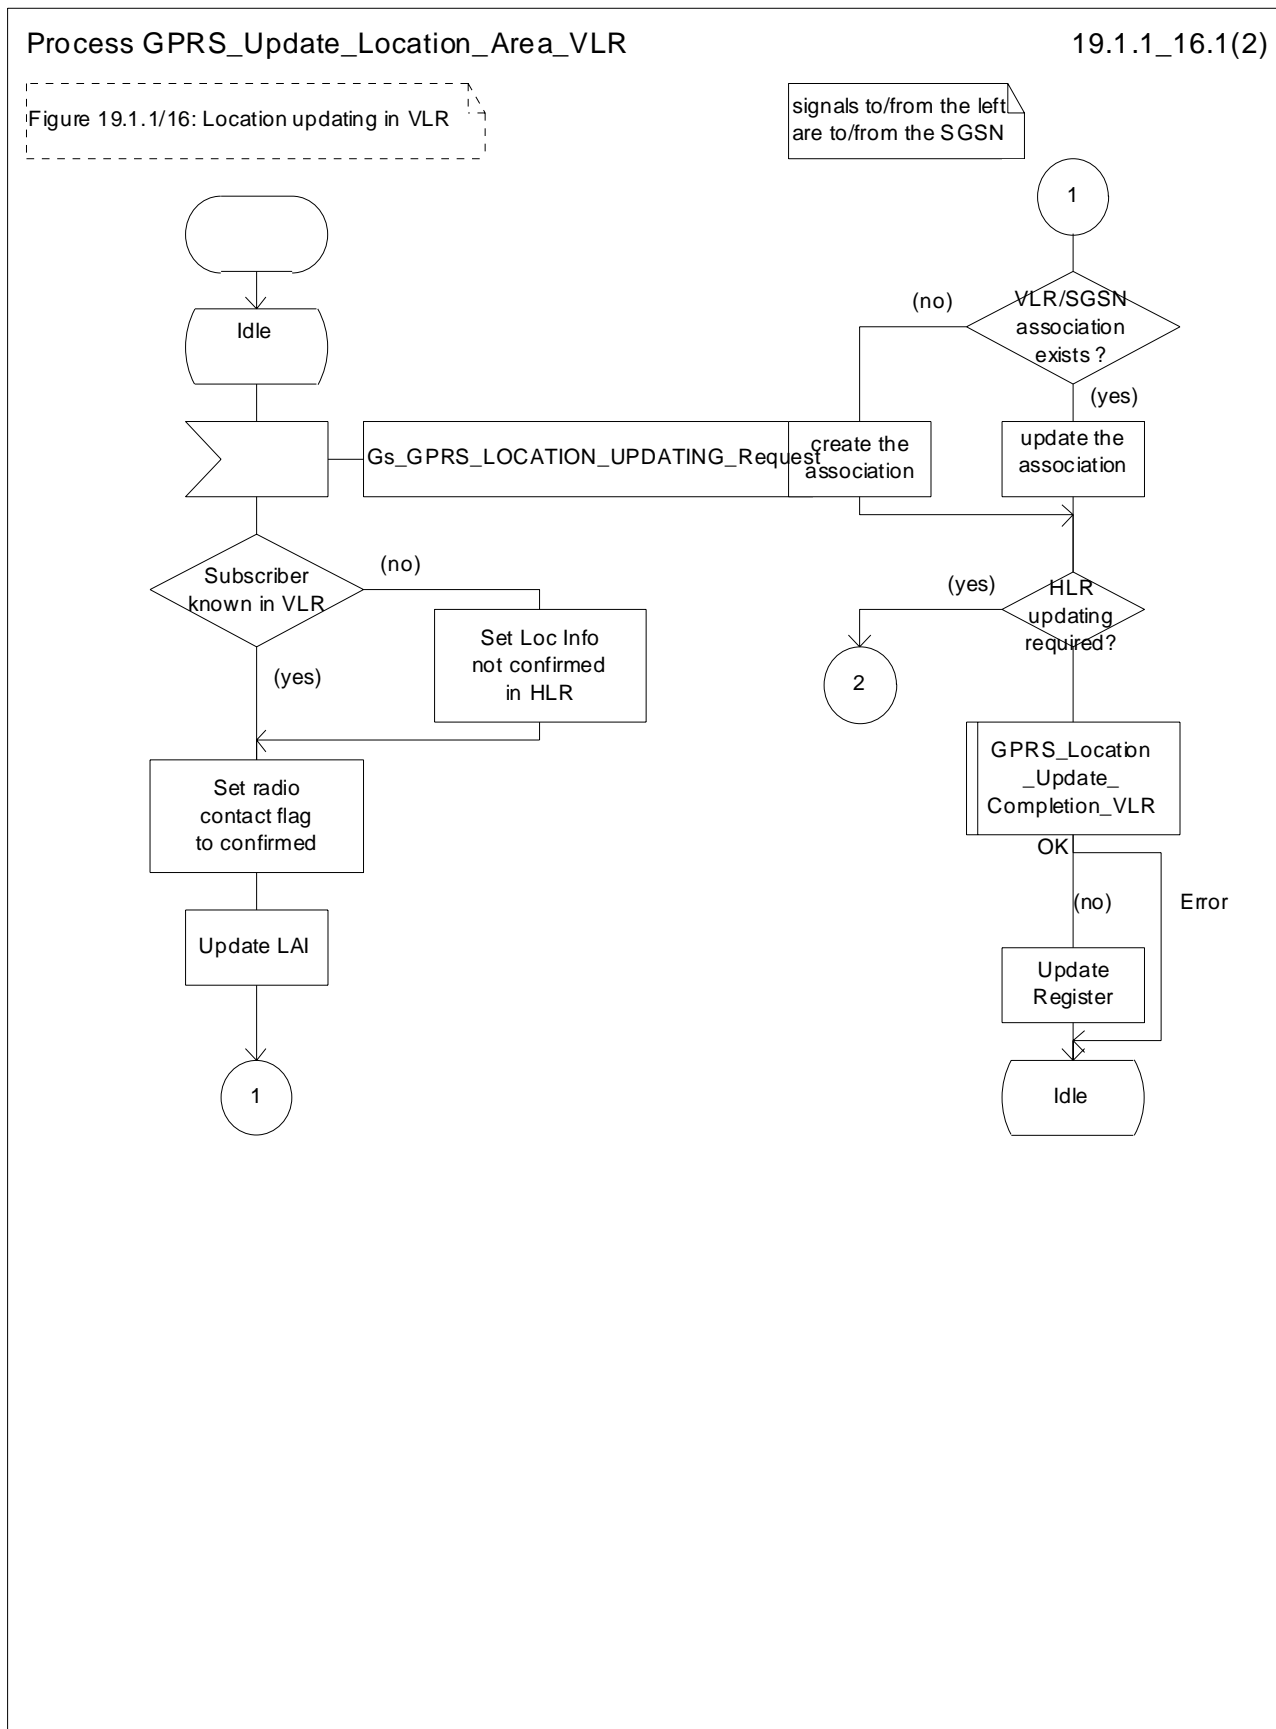 Process GPRS_Update_Location_Area_VLR
19.1.1_16.1(2)
Figure 19.1.1/16: Location updating in VLR
signals to/from the left
are to/from the SGSN
Idle
Gs_GPRS_LOCATION_UPDATING_Request
Subscriber
known in VLR
(no)
Set Loc Info
not confirmed
in HLR
(yes)
Set radio
contact flag
to confirmed
Update LAI
1
1
VLR/SGSN
association
exists ?
(no)
(yes)
create the
association
update the
association
HLR
updating
required?
(yes)
2
GPRS_Location
_Update_
Completion_VLR
OK
(no)
Error
Update
Register
Idle